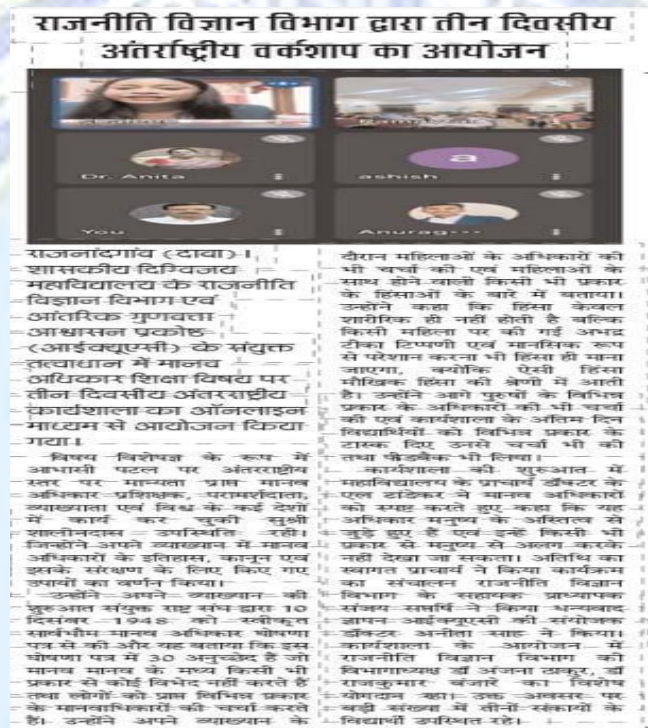 राजनीति विज्ञान विभाग द्वारा तीन दिवसीय
अंतर्राष्ट्रीय वर्कशाप का आयोजन
Dr. Anita
ashish
a
You
Anurag---
राजनांदगांव (दावा)।
शासकीय दिग्विजय
महाविद्यालय के राजनीति
विज्ञान विभाग एवं
आंतरिक गुणवत्ता
आश्वासन प्रकोष्ठ
(आईक्यूएसी) के संयुक्त
तत्वाधान में मानव
अधिकार शिक्षा विषय पर
तीन दिवसीय अंतरराष्ट्रीय
कार्यशाला का ऑनलाइन
माध्यम से आयोजन किया
गया।
विषय विशेषज्ञ के रूप में
आभासी पटल पर अंतरराष्ट्रीय
स्तर पर मान्यता प्राप्त मानव
अधिकार प्रशिक्षक, परामर्शदाता,
व्याख्याता एवं विश्व के कई देशों
में कार्य कर चुकी सुश्री
शालीनदास उपस्थिति रही।
जिन्होंने अपने व्याख्यान में मानव
अधिकारों के इतिहास, कानून एवं
इसके संरक्षण के लिए किए गए
उपायों का वर्णन किया।
उन्होंने अपने व्याख्यान की
शुरुआत संयुक्त राष्ट्र संघ द्वारा 10
दिसंबर 1948 को स्वीकृत
सार्वभौम मानव अधिकार घोषणा
पत्र से की और यह बताया कि इस
घोषणा पत्र में 30 अनुच्छेद हैं जो
मानव मानव के मध्य किसी भी
प्रकार से कोई विभेद नहीं करते है
तथा लोगों को प्राप्त विभिन्न प्रकार
के मानवाधिकारों की चर्चा करते
हैं। उन्होंने अपने व्याख्यान के
दौरान महिलाओं के अधिकारों की
भी चर्चा की एवं महिलाओं के
साथ होने वाली किसी भी प्रकार
के हिंसाओं के बारे में बताया।
उन्होंने कहा कि हिंसा केवल
शारीरिक ही नहीं होती है बल्कि
किसी महिला पर की गई अभद्र
टीका टिप्पणी एवं मानसिक रूप
से परेशान करना भी हिंसा ही माना
जाएगा, क्योंकि ऐसी हिंसा
मौखिक हिंसा की श्रेणी में आती
है। उन्होंने आगे पुरुषों के विभिन्न
प्रकार के अधिकारों की भी चर्चा
की एवं कार्यशाला के अंतिम दिन
विद्यार्थियों को विभिन्न प्रकार के
टास्क दिए उनसे चर्चा भी की
तथा फीडबैक भी लिया।
कार्यशाला की शुरुआत में
महाविद्यालय के प्राचार्य डॉक्टर के
एल टांडेकर ने मानव अधिकारों
को स्पष्ट करते हुए कहा कि यह
अधिकार मनुष्य के अस्तित्व से
जुड़े हुए हैं एवं इन्हें किसी भी
प्रकार से मनुष्य से अलग करके
नहीं देखा जा सकता। अतिथि का
स्वागत प्राचार्य ने किया कार्यक्रम
का संचालन राजनीति विज्ञान
विभाग के सहायक प्राध्यापक
संजय सप्तर्षि ने किया धन्यवाद
ज्ञापन आईक्यूएसी की संयोजक
डॉक्टर अनीता साह ने किया।
कार्यशाला के आयोजन में
राजनीति विज्ञान विभाग की
विभागाध्यक्ष डॉ अंजना ठाकुर, डॉ
राजकुमार बंजारे का विशेष
योगदान रहा। उक्त अवसर पर
बड़ी संख्या में तीनों संकायों के
विद्यार्थी उपस्थित रहे।